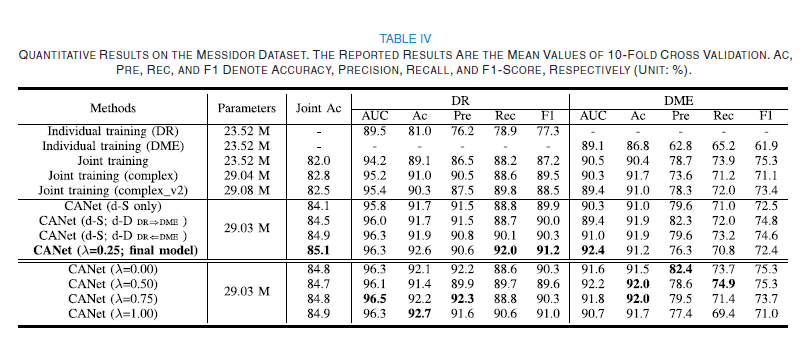 TABLE IV
QUANTITATIVE RESULTS ON THE MESSIDOR DATASET. THE REPORTED RESULTS ARE THE MEAN VALUES OF 10-FOLD CROSS VALIDATION. AC,
PRE, REC, AND F1 DENOTE ACCURACY, PRECISION, RECALL, AND F1-SCORE, RESPECTIVELY (UNIT: %).
Methods Parameters Joint Ac DR DME
AUC Ac Pre Rec F1 AUC Ac Pre Rec F1
Individual training (DR) 23.52 M - 89.5 81.0 76.2 78.9 77.3 - - - - -
Individual training (DME) 23.52 M - - - - - - 89.1 86.8 62.8 65.2 61.9
Joint training 23.52 M 82.0 94.2 89.1 86.5 88.2 87.2 90.5 90.4 78.7 73.9 75.3
Joint training (complex) 29.04 M 82.8 95.2 91.0 90.5 88.6 89.5 90.3 91.7 73.6 71.2 71.1
Joint training (complex_v2) 29.08 M 82.5 95.4 90.3 87.5 89.8 88.5 89.4 91.0 78.3 72.0 73.4
CANet (d-S only) 84.1 95.8 91.7 91.5 88.8 89.9 90.3 91.0 79.6 71.0 72.5
CANet (d-S; d-D DR⇒DME ) 29.03 M 84.5 96.0 91.7 91.5 88.7 90.0 89.4 91.9 82.3 72.0 74.8
CANet (d-S; d-D DR⇐DME ) 84.9 96.3 91.9 90.8 90.1 90.3 91.0 91.9 79.6 73.2 74.6
CANet (λ=0.25; final model) 85.1 96.3 92.6 90.6 92.0 91.2 92.4 91.2 76.3 70.8 72.4
CANet (λ=0.00) 84.8 96.3 92.1 92.2 88.6 90.3 91.6 91.5 82.4 73.7 75.3
CANet (λ=0.50) 29.03 M 84.7 96.1 91.4 89.9 89.7 89.6 92.2 92.0 78.6 74.9 75.3
CANet (λ=0.75) 84.8 96.5 92.2 92.3 88.8 90.3 91.8 92.0 79.5 71.4 73.7
CANet (λ=1.00) 84.9 96.3 92.7 91.6 90.6 91.0 90.7 91.7 77.4 69.4 71.0